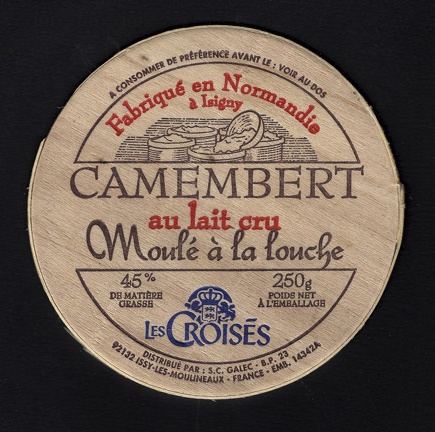 A CONSOMMER DE PRÉFÉRENCE AVANT LE : VOIR AU DOS
Fabriqué en Normandie
à Isigny
CAMEMBERT
au lait cru
Moulé à la louche
45%
DE MATIÈRE
GRASSE
250g
POIDS NET
À L'EMBALLAGE
LES CROISÉS
DISTRIBUÉ PAR : S.C. GALEC - B.P. 23
92132 ISSY-LES-MOULINEAUX - FRANCE - EMB. 14342A